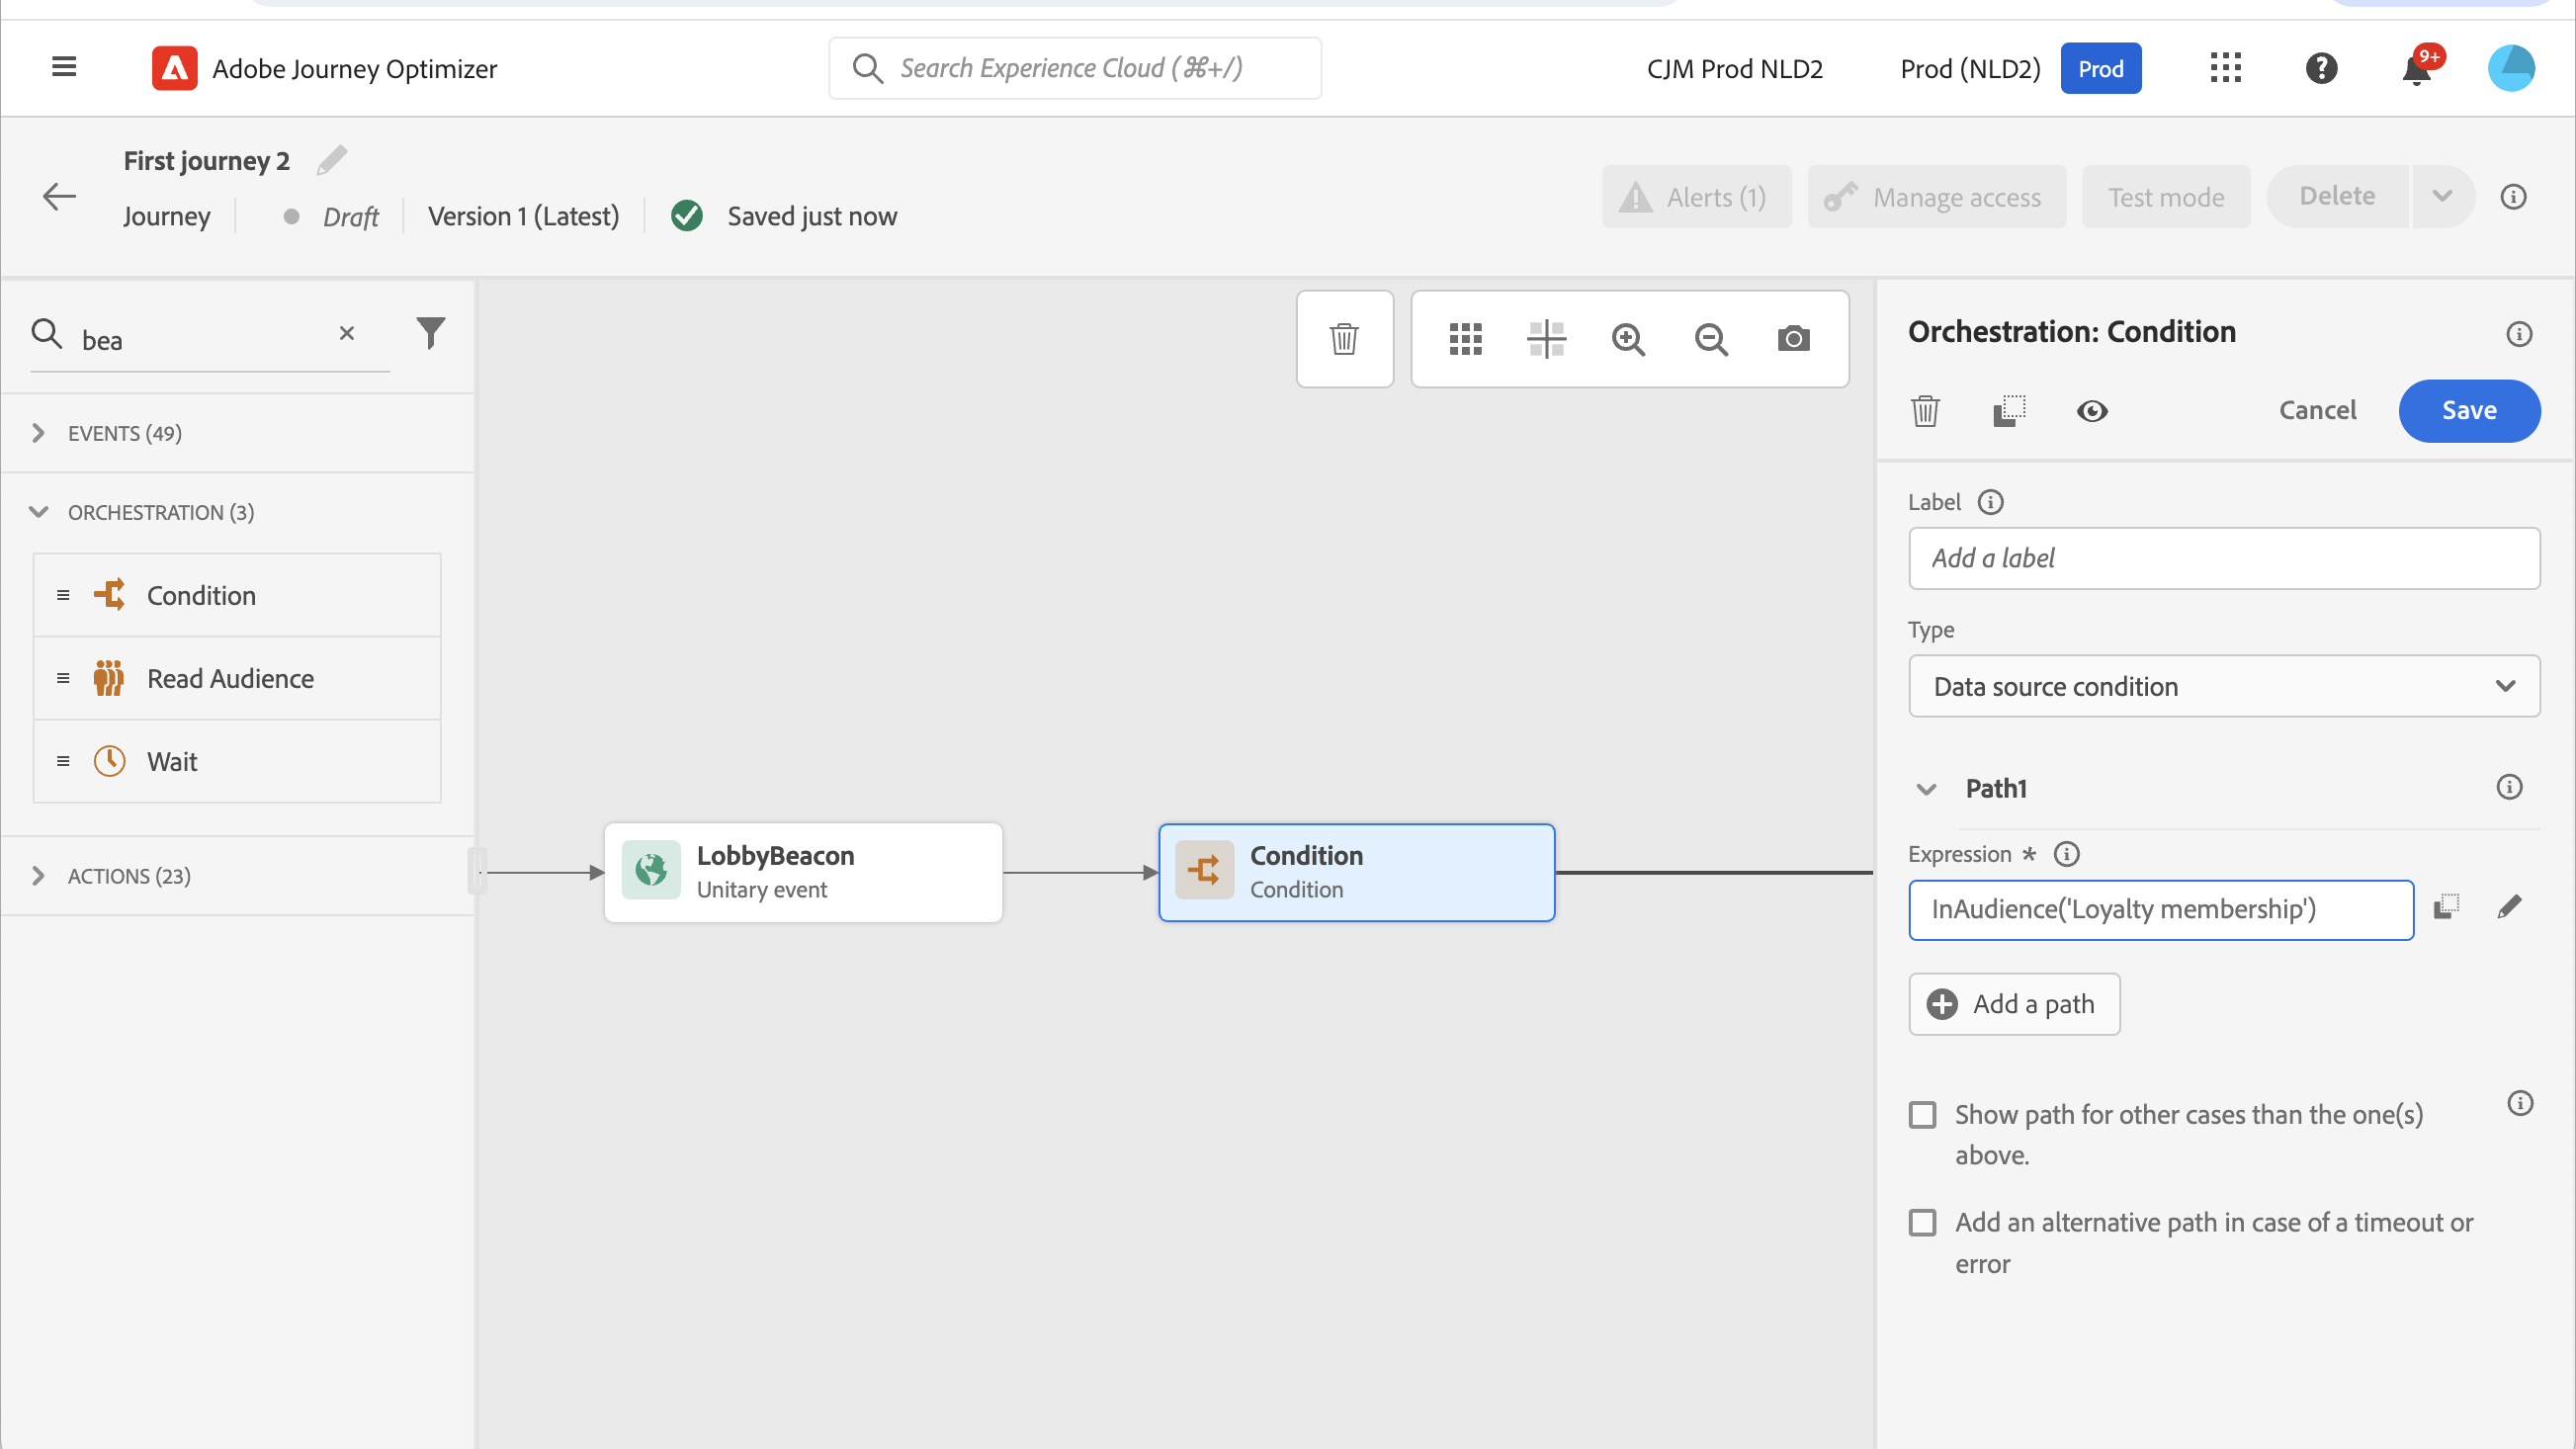 Adobe Journey Optimizer
Search Experience Cloud (⌘+/)
CJM Prod NLD2
Prod (NLD2)
Prod
9+
First journey 2
Journey
Draft
Version 1 (Latest)
Saved just now
Alerts (1)
Manage access
Test mode
Delete
bea
EVENTS (49)
ORCHESTRATION (3)
Condition
Read Audience
Wait
ACTIONS (23)
LobbyBeacon
Unitary event
Condition
Condition
Orchestration: Condition
Cancel
Save
Label
Add a label
Type
Data source condition
Path1
Expression *
InAudience('Loyalty membership')
Add a path
Show path for other cases than the one(s)
above.
Add an alternative path in case of a timeout or
error